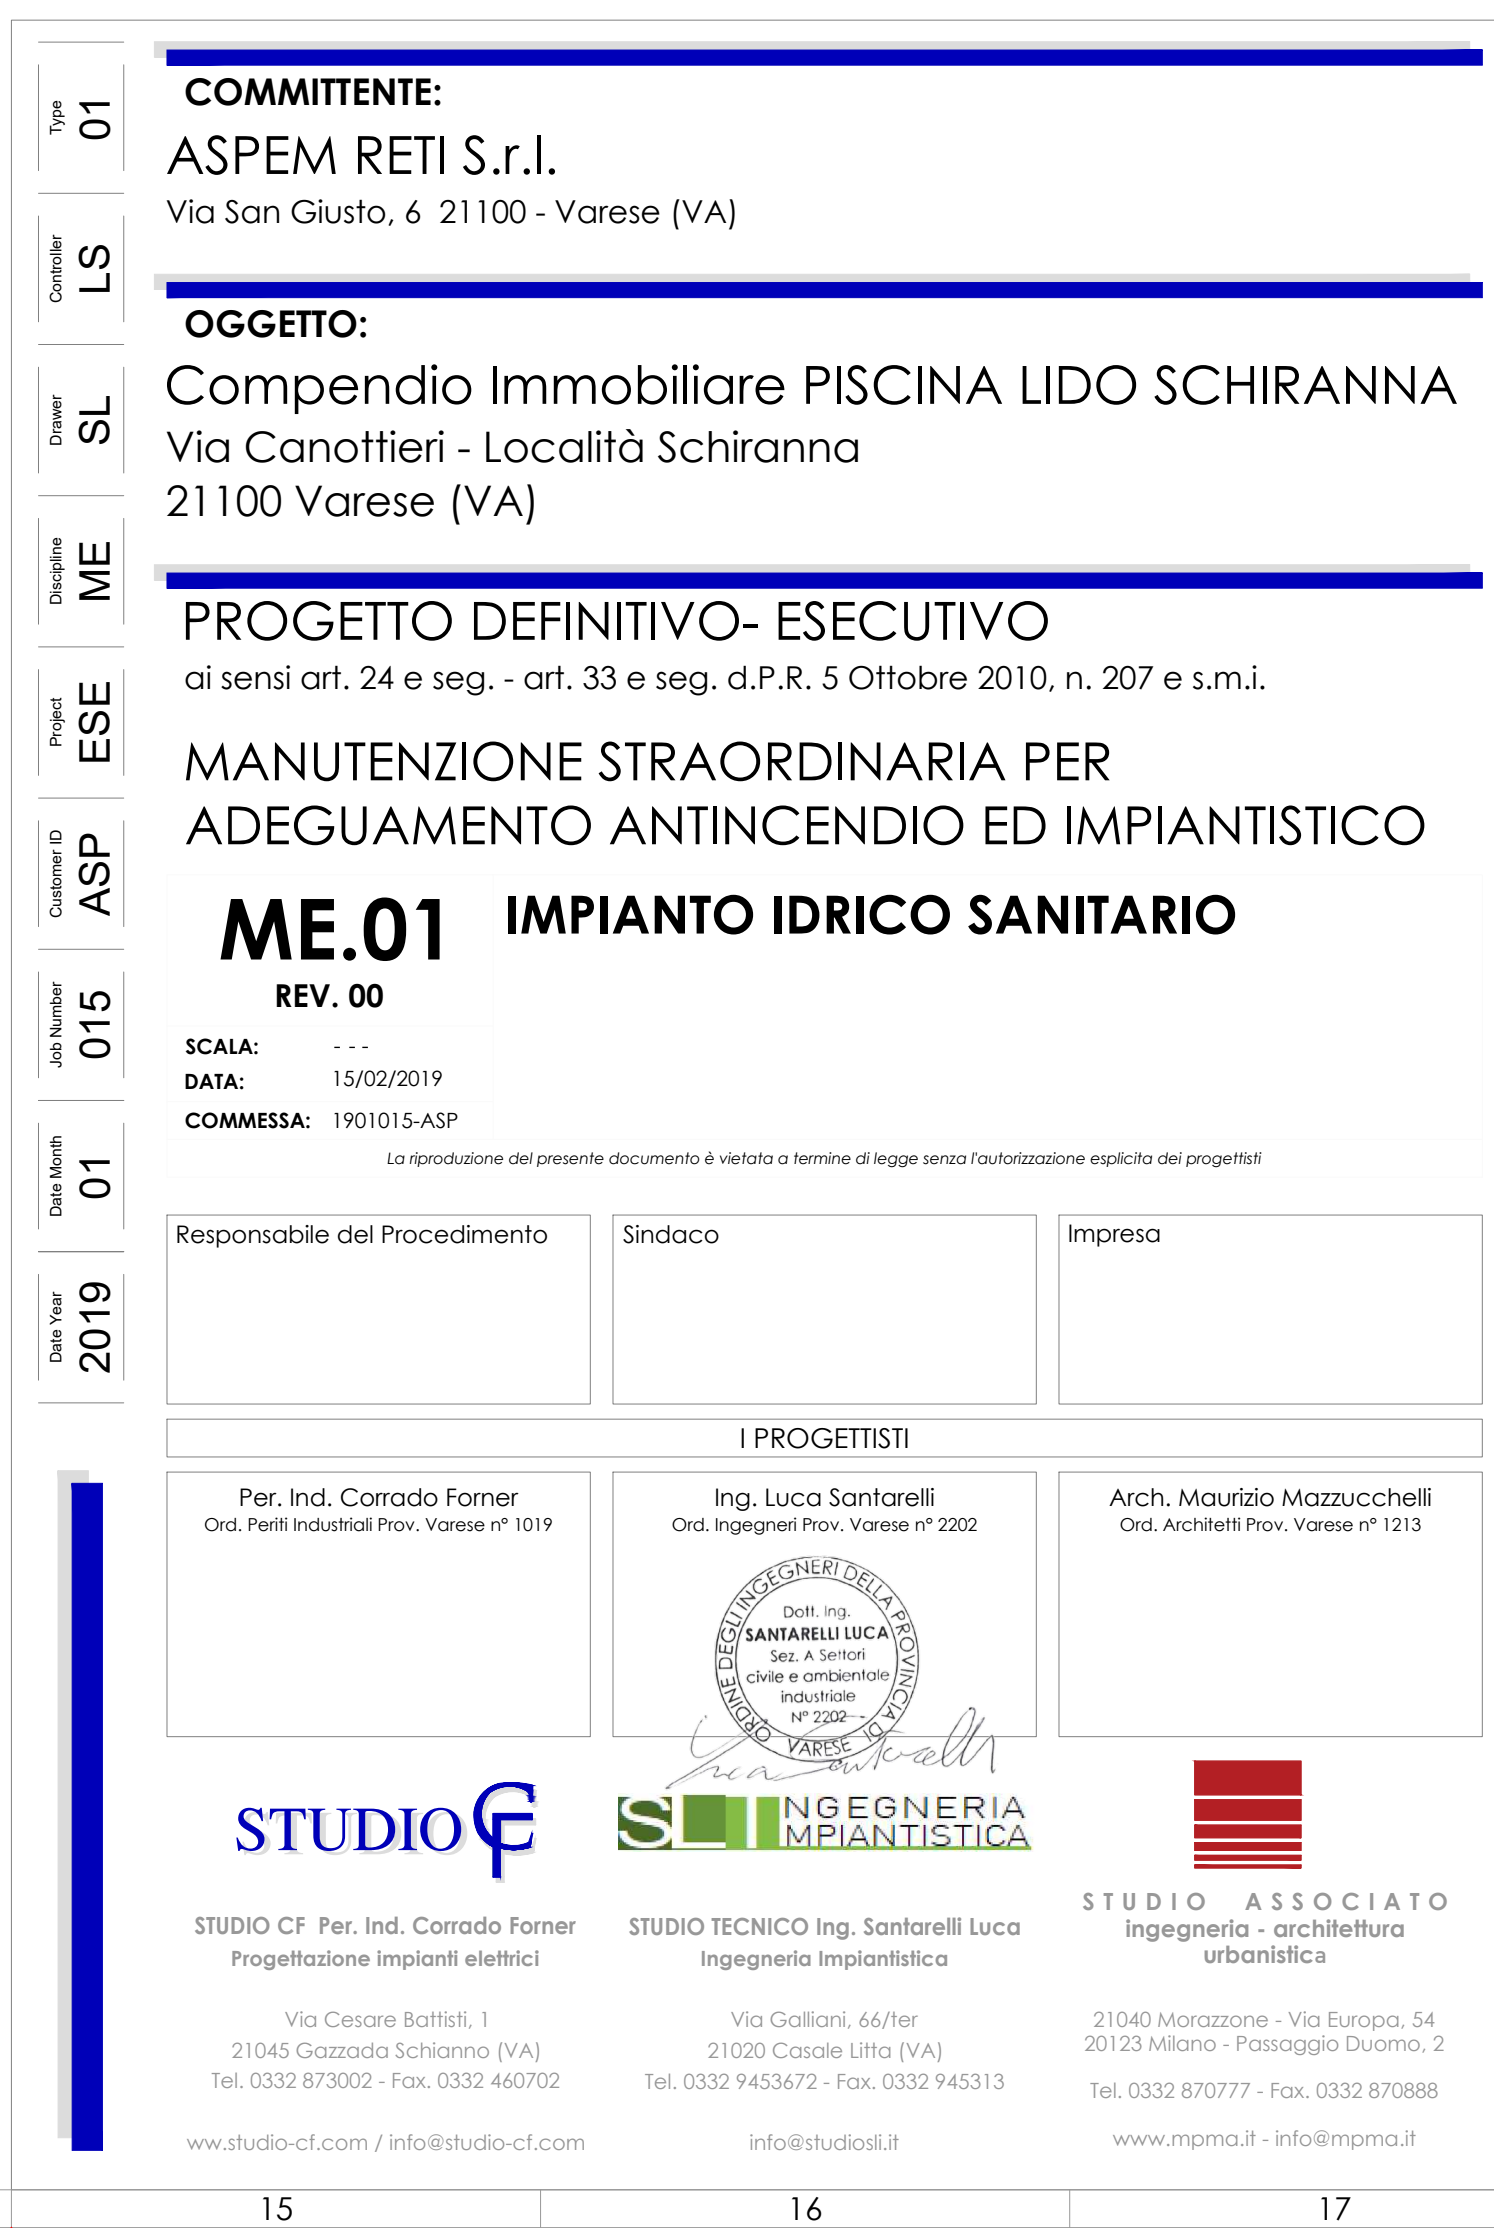 COMMITTENTE:
ASPEM RETI S.r.l.
Via San Giusto, 6 21100 - Varese (VA)
OGGETTO:
Compendio Immobiliare PISCINA LIDO SCHIRANNA
Via Canottieri - Località Schiranna
21100 Varese (VA)
PROGETTO DEFINITIVO- ESECUTIVO
ai sensi art. 24 e seg. - art. 33 e seg. d.P.R. 5 Ottobre 2010, n. 207 e s.m.i.
MANUTENZIONE STRAORDINARIA PER
ADEGUAMENTO ANTINCENDIO ED IMPIANTISTICO
ME.01
REV. 00
IMPIANTO IDRICO SANITARIO
SCALA: - - -
DATA: 15/02/2019
COMMESSA: 1901015-ASP
La riproduzione del presente documento è vietata a termine di legge senza l'autorizzazione esplicita dei progettisti
Type
01
Controller
LS
Drawer
SL
Discipline
ME
Project
ESE
Customer ID
ASP
Job Number
015
Date Month
01
Date Year
2019
Responsabile del Procedimento
Sindaco
Impresa
I PROGETTISTI
Per. Ind. Corrado Forner
Ord. Periti Industriali Prov. Varese n° 1019
Ing. Luca Santarelli
Ord. Ingegneri Prov. Varese n° 2202
ORDINE DEGLI INGEGNERI DELLA PROVINCIA DI VARESE
Dott. Ing.
SANTARELLI LUCA
Sez. A Settori
civile e ambientale
industriale
N° 2202
Luca Santarelli
Arch. Maurizio Mazzucchelli
Ord. Architetti Prov. Varese n° 1213
STUDIO CF
STUDIO CF Per. Ind. Corrado Forner
Progettazione impianti elettrici
Via Cesare Battisti, 1
21045 Gazzada Schianno (VA)
Tel. 0332 873002 - Fax. 0332 460702
ww.studio-cf.com / info@studio-cf.com
SLI INGEGNERIA
IMPIANTISTICA
STUDIO TECNICO Ing. Santarelli Luca
Ingegneria Impiantistica
Via Galliani, 66/ter
21020 Casale Litta (VA)
Tel. 0332 9453672 - Fax. 0332 945313
info@studiosli.it
STUDIO ASSOCIATO
ingegneria - architettura
urbanistica
21040 Morazzone - Via Europa, 54
20123 Milano - Passaggio Duomo, 2
Tel. 0332 870777 - Fax. 0332 870888
www.mpma.it - info@mpma.it
15
16
17